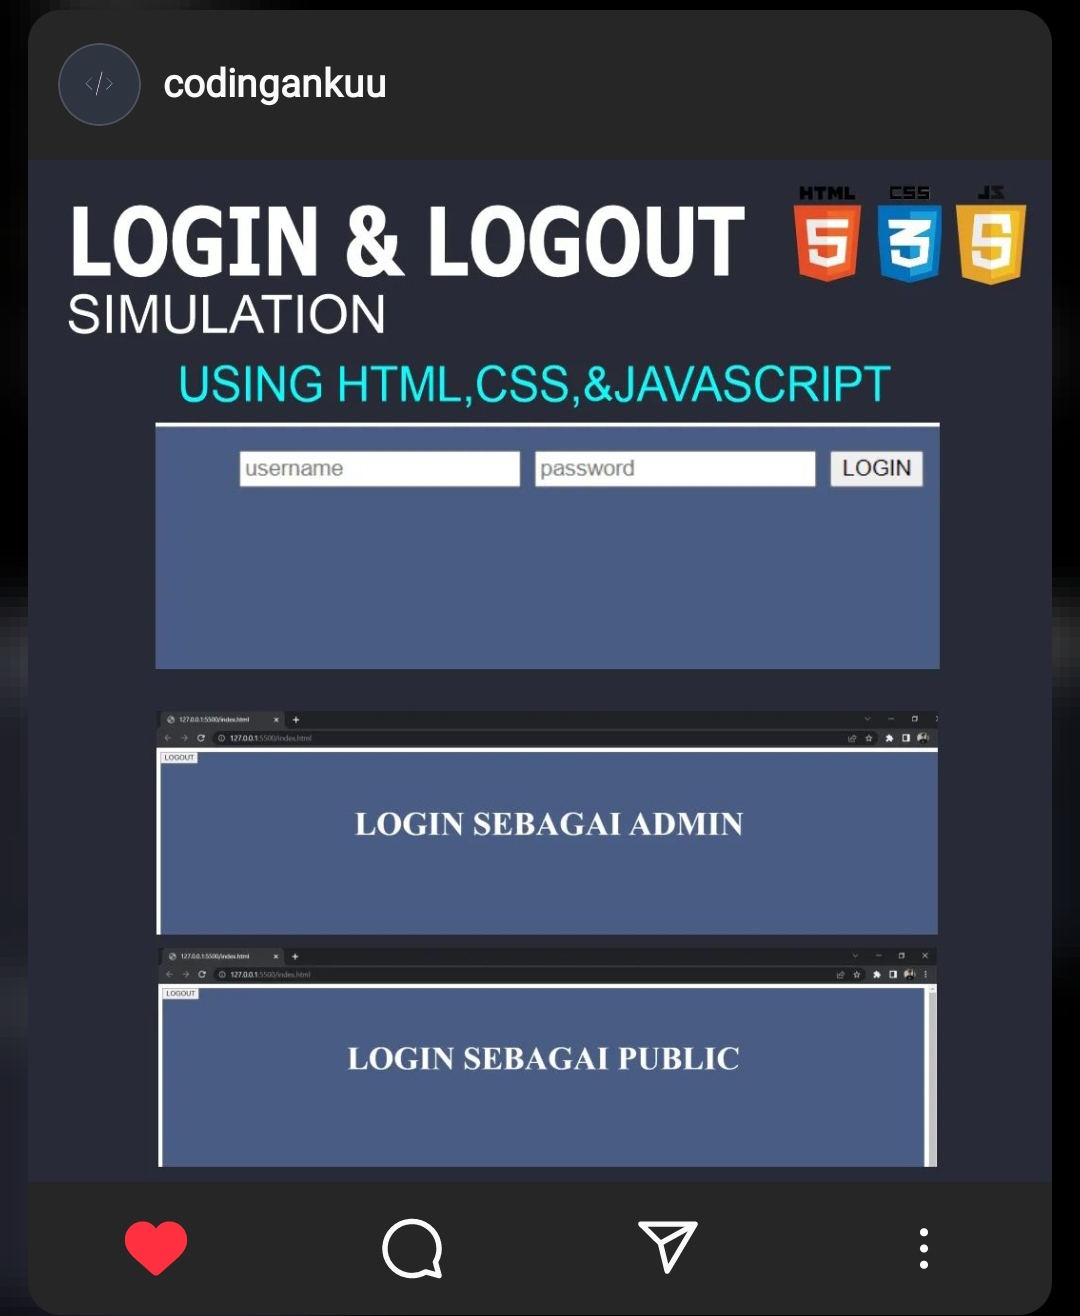 </>
codingankuu
LOGIN & LOGOUT
HTML CSS JS
5 3 5
SIMULATION
USING HTML,CSS,&JAVASCRIPT
username password LOGIN
127.0.0.1:5500/index.html
127.0.0.1:5500/index.html
LOGOUT
LOGIN SEBAGAI ADMIN
127.0.0.1:5500/index.html
127.0.0.1:5500/index.html
LOGOUT
LOGIN SEBAGAI PUBLIC